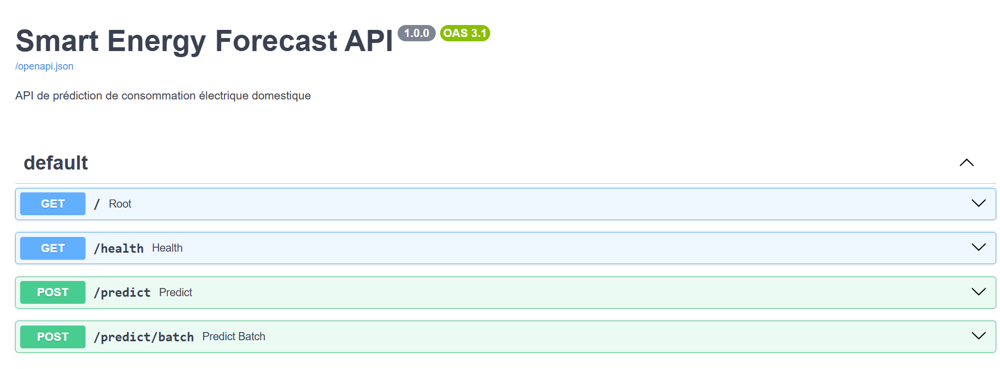 Smart Energy Forecast API 1.0.0 OAS 3.1
/openapi.json
API de prédiction de consommation électrique domestique
default
GET / Root
GET /health Health
POST /predict Predict
POST /predict/batch Predict Batch